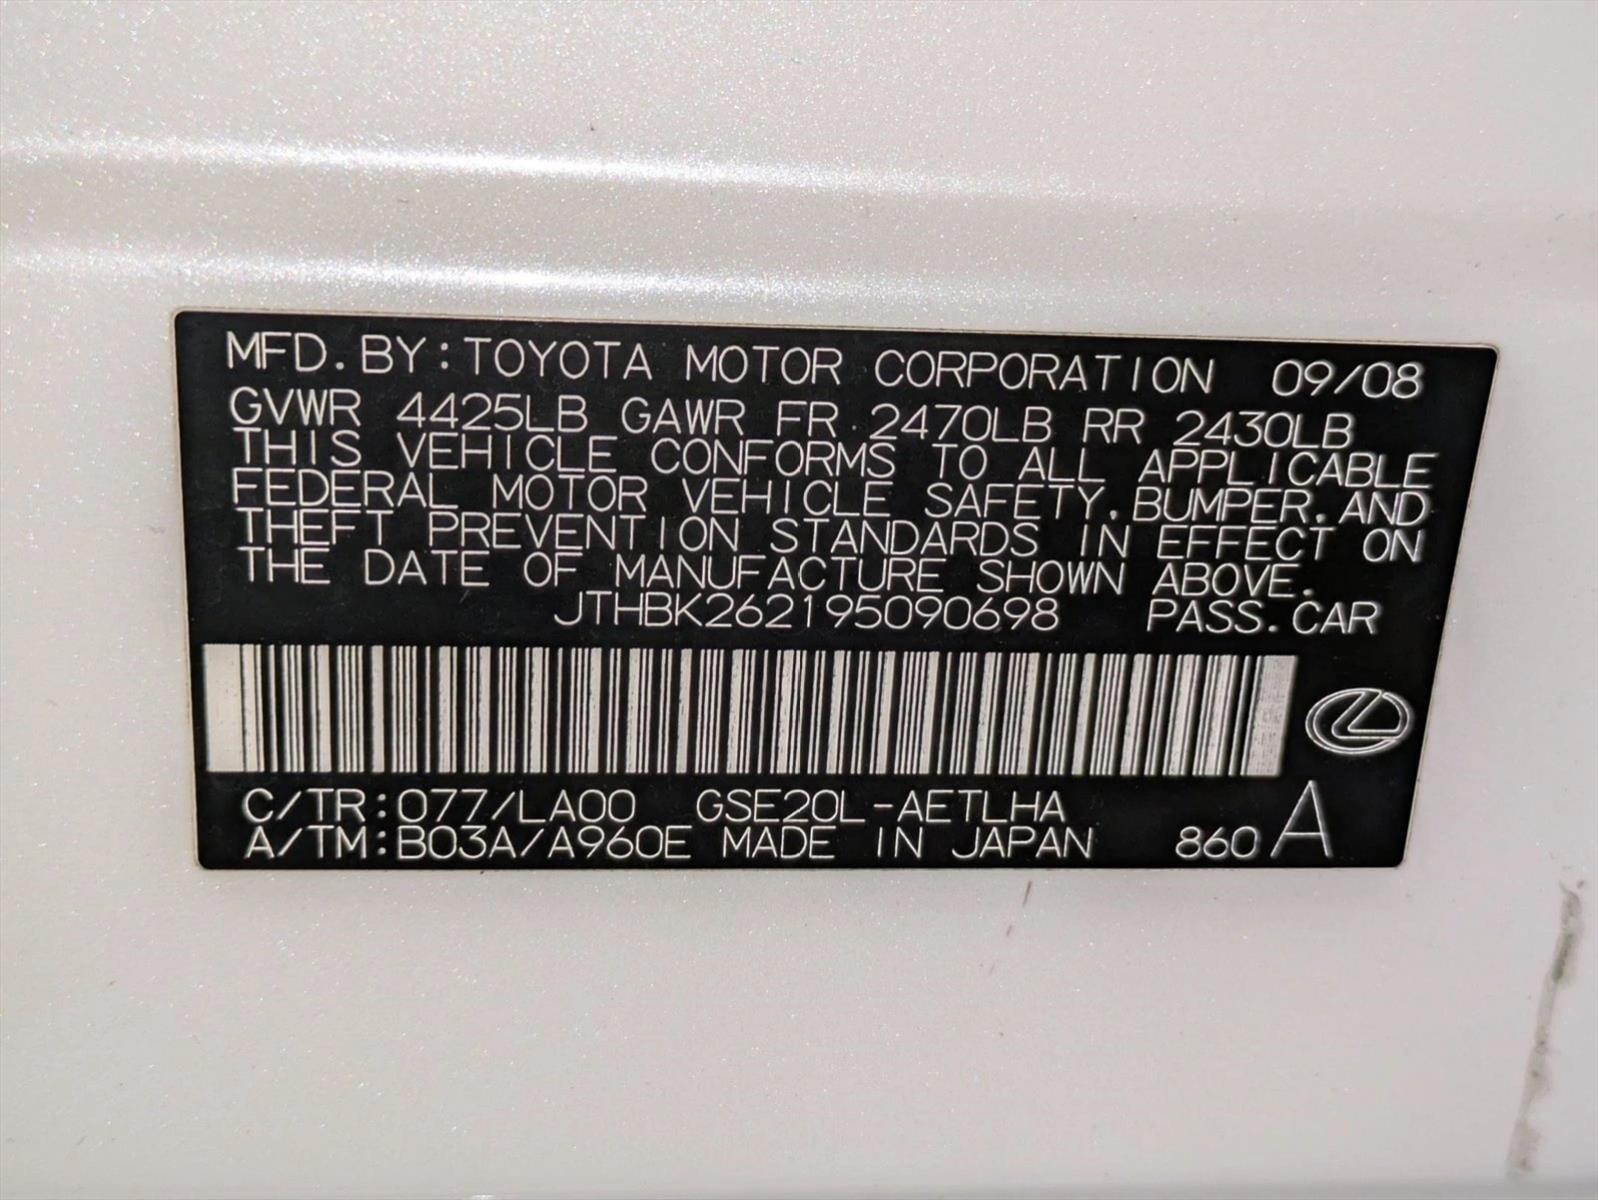 MFD. BY: TOYOTA MOTOR CORPORATION 09/08
GVWR 4425LB GAWR FR 2470LB RR 2430LB
THIS VEHICLE CONFORMS TO ALL APPLICABLE
FEDERAL MOTOR VEHICLE SAFETY, BUMPER, AND
THEFT PREVENTION STANDARDS IN EFFECT ON
THE DATE OF MANUFACTURE SHOWN ABOVE.
JTHBK262195090698 PASS. CAR
C/TR: 077/LA00 GSE20L-AETLHA
A/TM: B03A/A960E MADE IN JAPAN 860 A